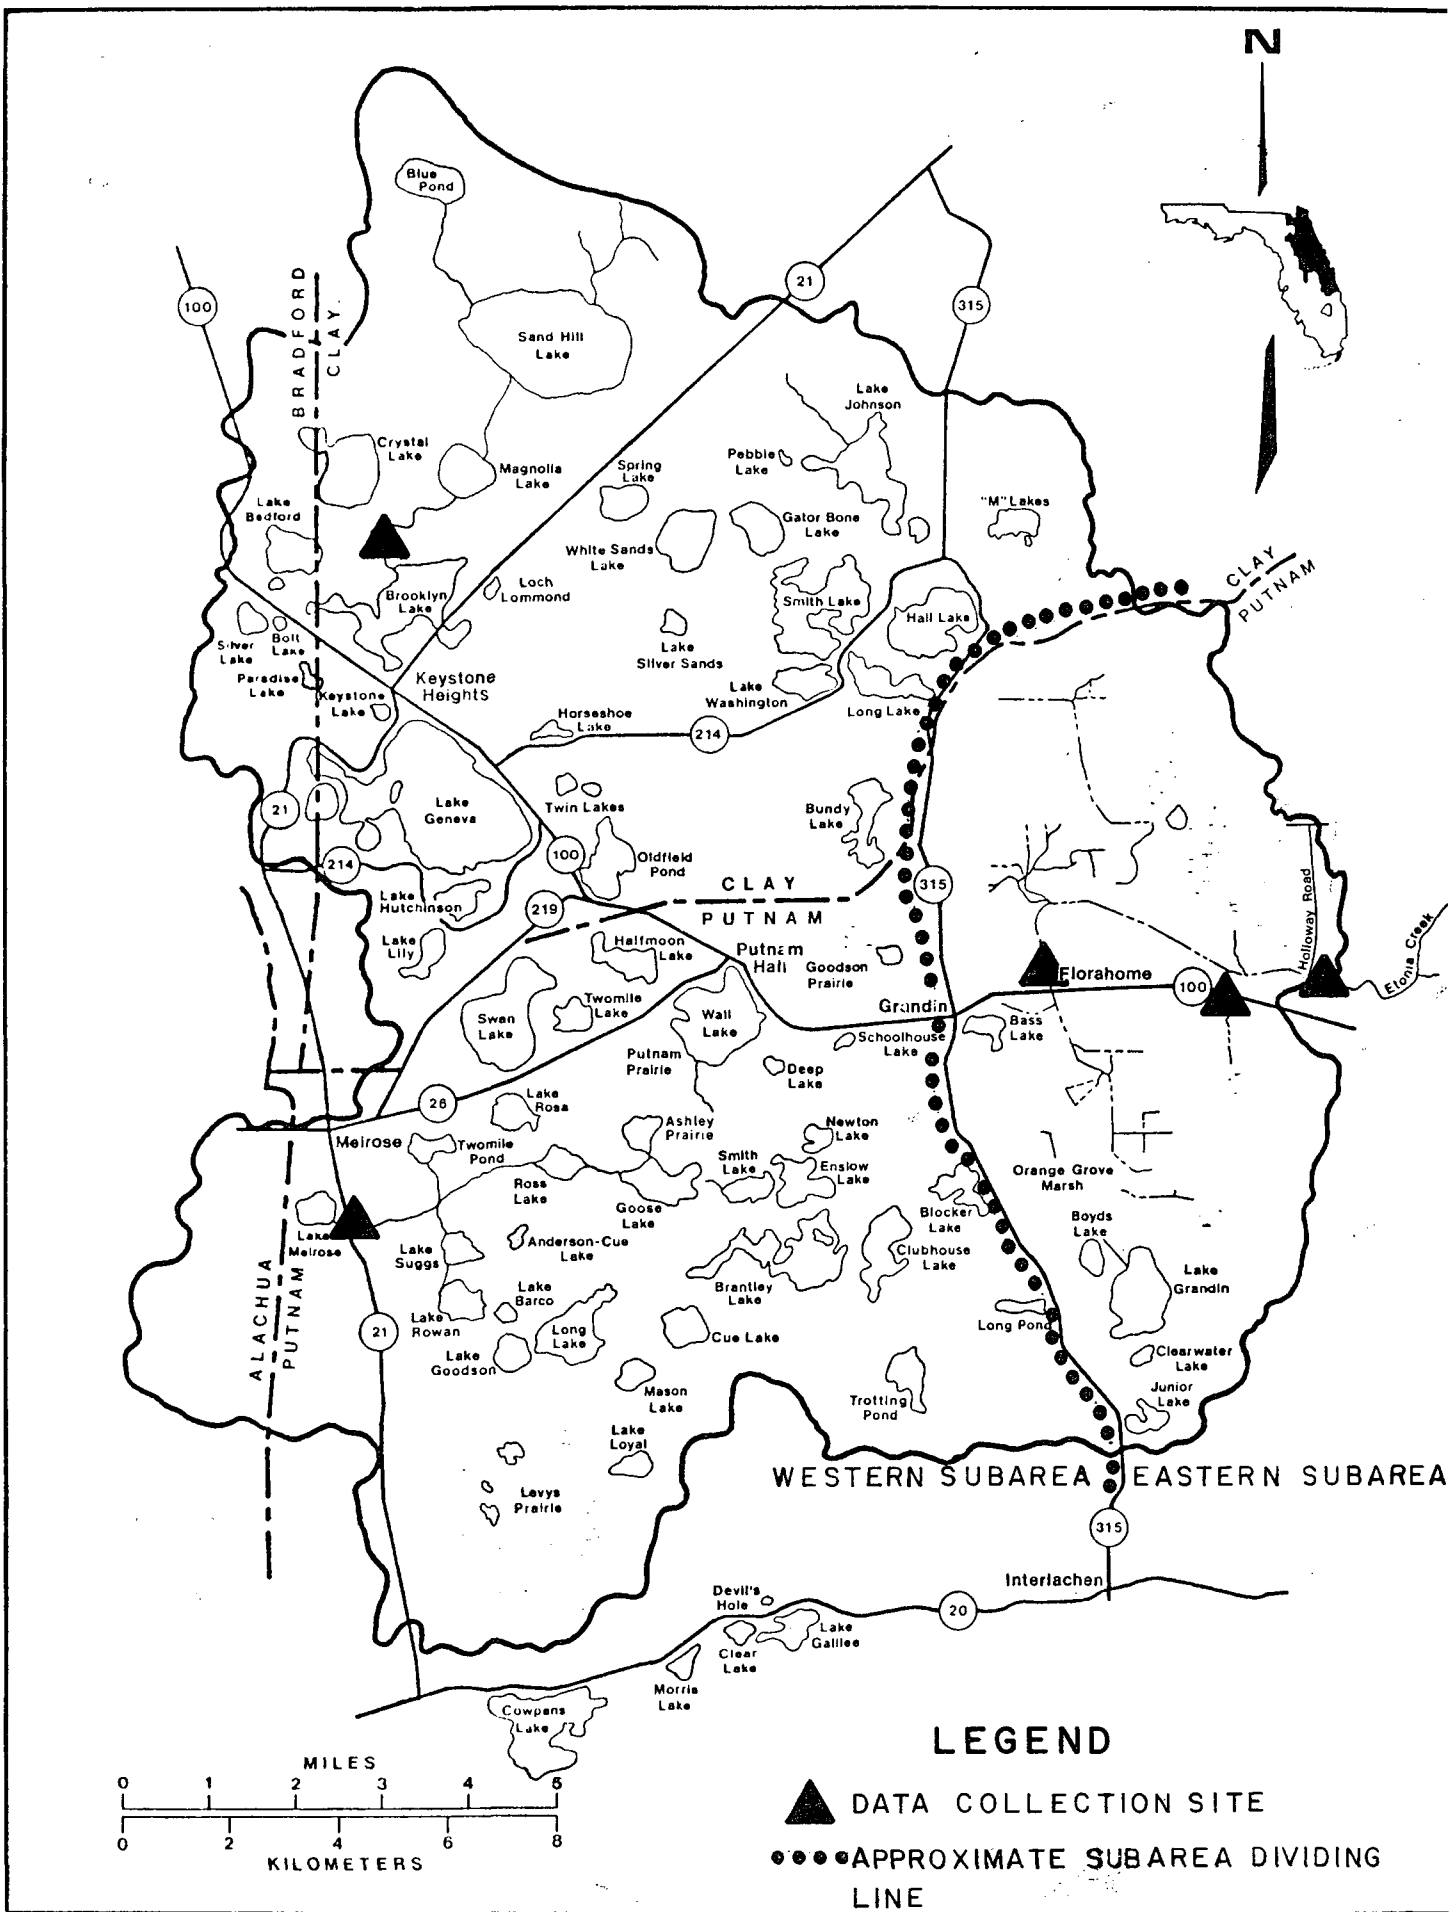 N
Blue
Pond
21
100
315
BRADFORD
CLAY
Sand Hill
Lake
Lake
Johnson
Crystal
Lake
Magnolia
Lake
Spring
Lake
Pebble
Lake
"M" Lakes
Lake
Bedford
Gator Bone
Lake
White Sands
Lake
Loch
Lommond
Brooklyn
Lake
Smith Lake
Hall Lake
CLAY
PUTNAM
Silver
Lake
Bolt
Lake
Lake
Silver Sands
Paradise
Lake
Keystone
Lake
Keystone
Heights
Lake
Washington
Long Lake
Horseshoe
Lake
214
21
Lake
Geneva
Twin Lakes
Bundy
Lake
214
100
Oldfield
Pond
315
CLAY
PUTNAM
Lake
Hutchinson
219
Lake
Lily
Halfmoon
Lake
Putnam
Hall
Goodson
Prairie
Holloway Road
Etonia Creek
Florahome
100
Grandin
Twomile
Lake
Swan
Lake
Wall
Lake
Bass
Lake
Schoolhouse
Lake
Putnam
Prairie
Deep
Lake
26
Lake
Rosa
Melrose
Twomile
Pond
Ashley
Prairie
Newton
Lake
Smith
Lake
Enslow
Lake
Orange Grove
Marsh
Ross
Lake
Goose
Lake
Blocker
Lake
Boyds
Lake
Lake
Melrose
Lake
Suggs
Anderson-Cue
Lake
Clubhouse
Lake
Lake
Grandin
ALACHUA
PUTNAM
Brantley
Lake
Lake
Barco
Lake
Rowan
21
Long
Lake
Cue Lake
Long Pond
Lake
Goodson
Clearwater
Lake
Mason
Lake
Trotting
Pond
Junior
Lake
Lake
Loyal
Levys
Prairie
WESTERN SUBAREA
EASTERN SUBAREA
315
Interlachen
Devil's
Hole
20
Lake
Galilee
Clear
Lake
Morris
Lake
Cowpens
Lake
LEGEND
MILES
0 1 2 3 4 5
0 2 4 6 8
KILOMETERS
DATA COLLECTION SITE
APPROXIMATE SUBAREA DIVIDING
LINE